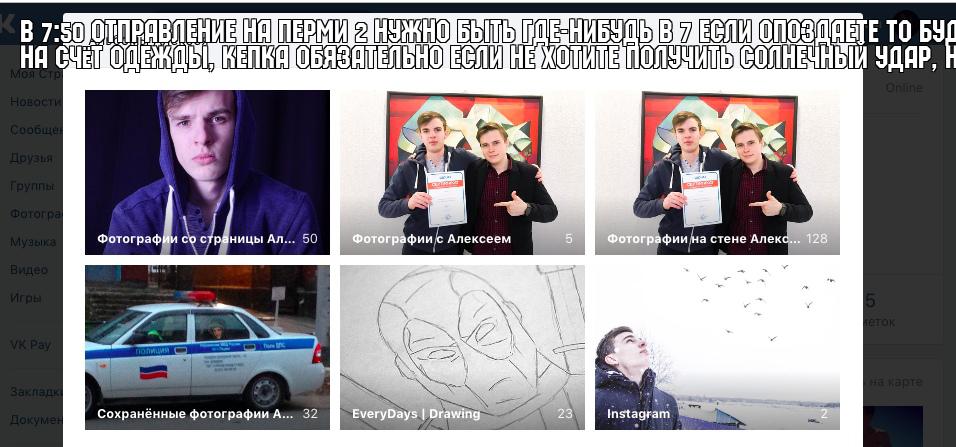 В 7:50 ОТПРАВЛЕНИЕ НА ПЕРМИ 2 НУЖНО БЫТЬ ГДЕ-НИБУДЬ В 7 ЕСЛИ ОПОЗДАЕТЕ ТО БУД
НА СЧЁТ ОДЕЖДЫ, КЕПКА ОБЯЗАТЕЛЬНО ЕСЛИ НЕ ХОТИТЕ ПОЛУЧИТЬ СОЛНЕЧНЫЙ УДАР, Н
Моя Стр
Online
Новости
Сообщен
Друзья
Группы
Фотогра
Музыка
Видео
Игры
VK Pay
Закладки
Докумен
Фотографии со страницы Ал... 50
Фотографии с Алексеем 5
Фотографии на стене Алекс... 128
ПОЛИЦИЯ
Сохранённые фотографии А... 32
EveryDays | Drawing 23
Instagram 2
5
меток
на карте